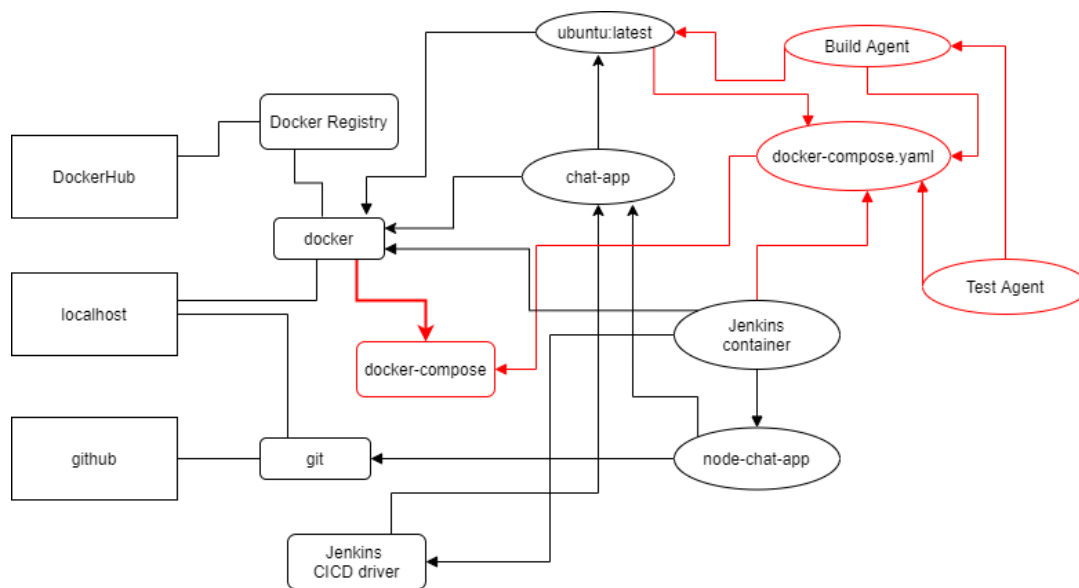 ubuntu:latest
Build Agent
Docker Registry
DockerHub
chat-app
docker-compose.yaml
docker
localhost
Test Agent
Jenkins
container
docker-compose
github
git
node-chat-app
Jenkins
CICD driver